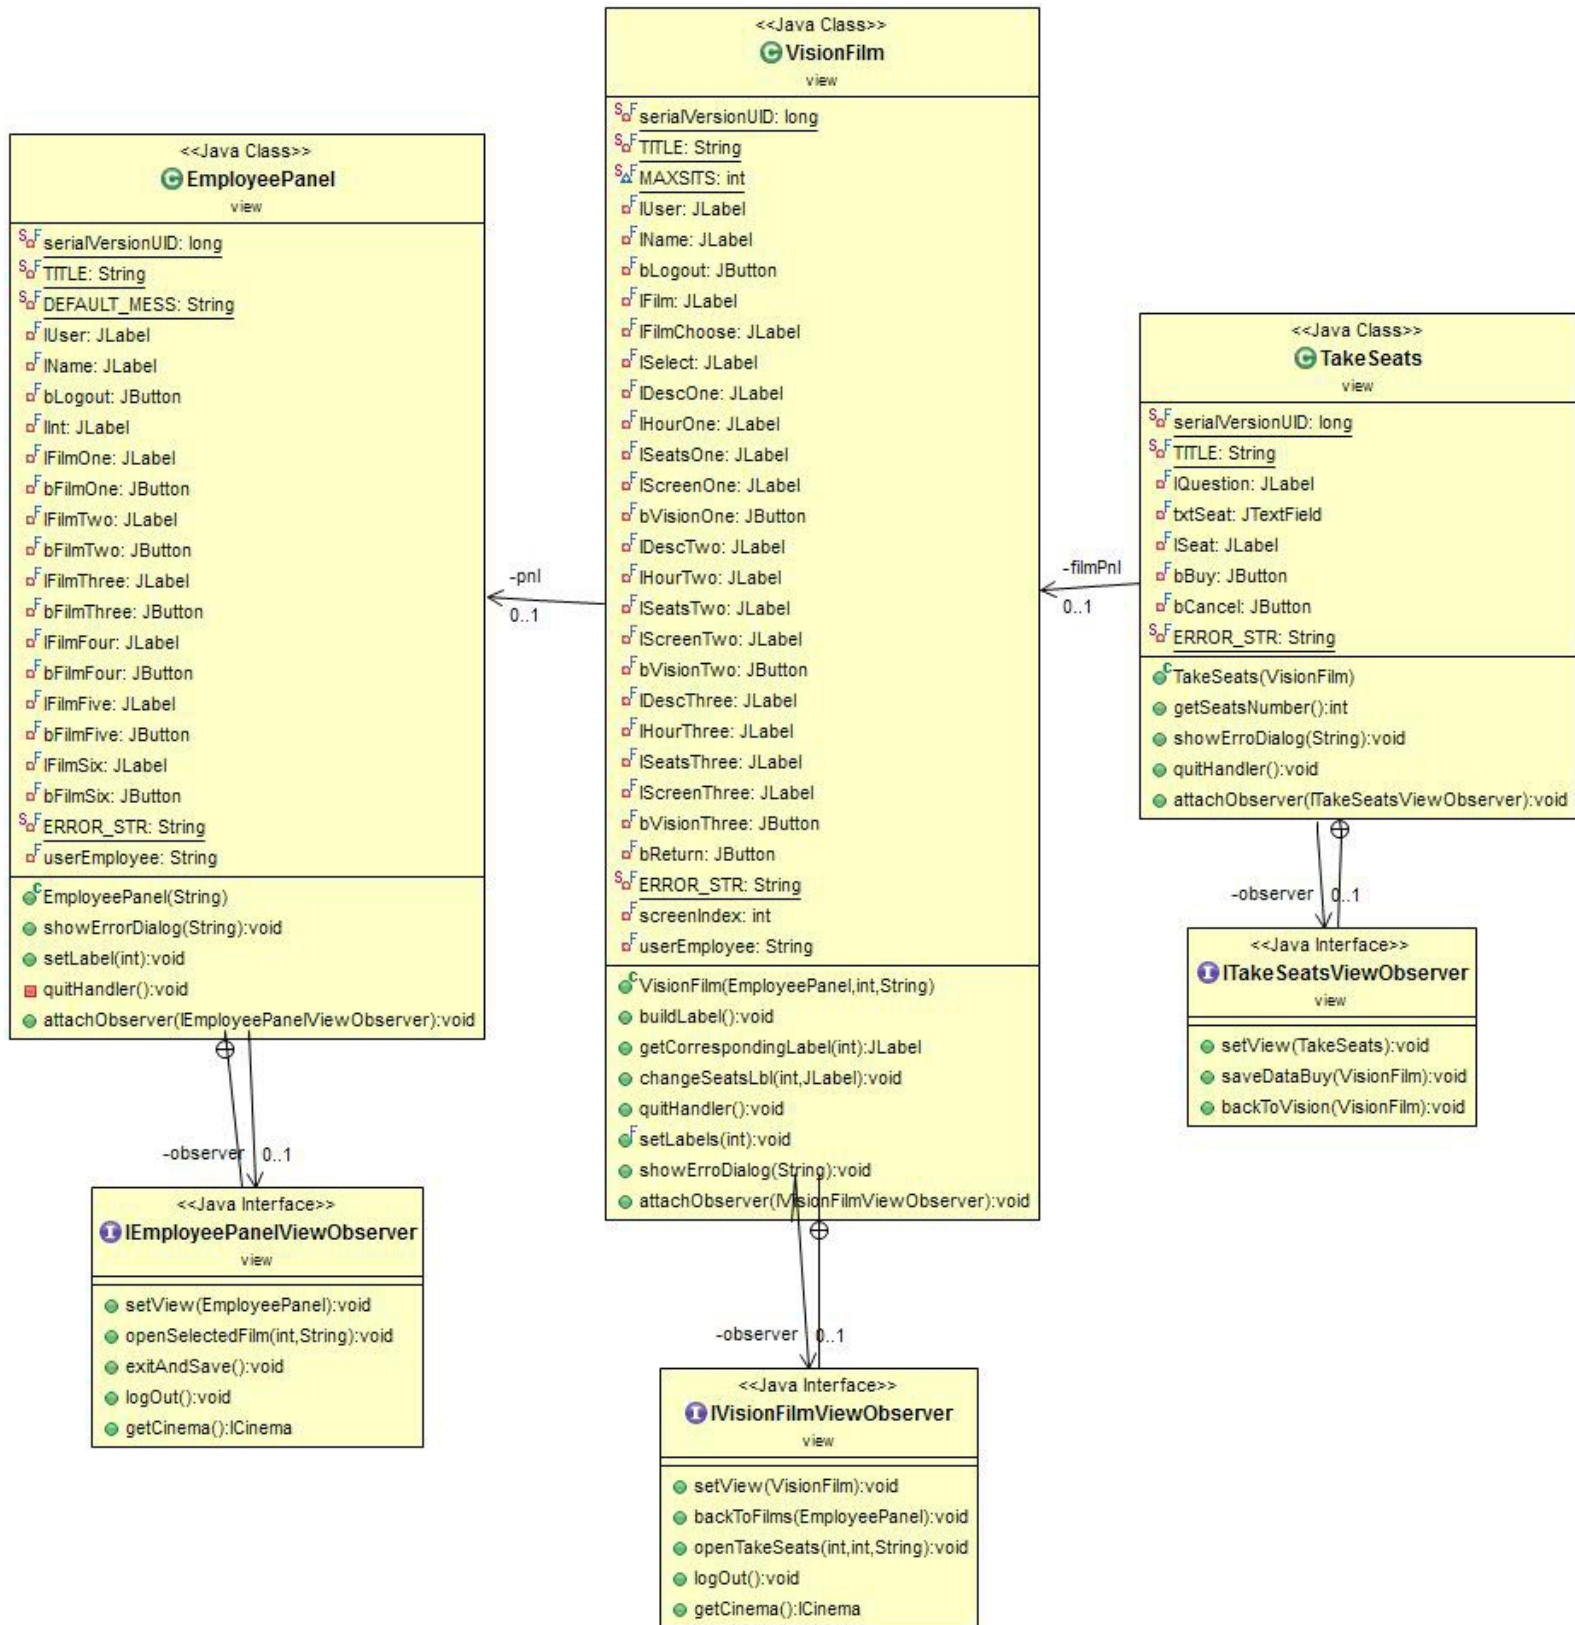 <<Java Class>>
EmployeePanel
view
serialVersionUID: long
TITLE: String
DEFAULT_MESS: String
lUser: JLabel
lName: JLabel
bLogout: JButton
lInt: JLabel
lFilmOne: JLabel
bFilmOne: JButton
lFilmTwo: JLabel
bFilmTwo: JButton
lFilmThree: JLabel
bFilmThree: JButton
lFilmFour: JLabel
bFilmFour: JButton
lFilmFive: JLabel
bFilmFive: JButton
lFilmSix: JLabel
bFilmSix: JButton
ERROR_STR: String
userEmployee: String
EmployeePanel(String)
showErrorDialog(String):void
setLabel(int):void
quitHandler():void
attachObserver(IEmployeePanelViewObserver):void
-observer
0..1
<<Java Interface>>
IEmployeePanelViewObserver
view
setView(EmployeePanel):void
openSelectedFilm(int,String):void
exitAndSave():void
logOut():void
getCinema():ICinema
-pnl
0..1
<<Java Class>>
VisionFilm
view
serialVersionUID: long
TITLE: String
MAXSITS: int
lUser: JLabel
lName: JLabel
bLogout: JButton
lFilm: JLabel
lFilmChoose: JLabel
lSelect: JLabel
lDescOne: JLabel
lHourOne: JLabel
lSeatsOne: JLabel
lScreenOne: JLabel
bVisionOne: JButton
lDescTwo: JLabel
lHourTwo: JLabel
lSeatsTwo: JLabel
lScreenTwo: JLabel
bVisionTwo: JButton
lDescThree: JLabel
lHourThree: JLabel
lSeatsThree: JLabel
lScreenThree: JLabel
bVisionThree: JButton
bReturn: JButton
ERROR_STR: String
screenIndex: int
userEmployee: String
VisionFilm(EmployeePanel,int,String)
buildLabel():void
getCorrespondingLabel(int):JLabel
changeSeatsLbl(int,JLabel):void
quitHandler():void
setLabels(int):void
showErroDialog(String):void
attachObserver(IVisionFilmViewObserver):void
-observer
0..1
<<Java Interface>>
IVisionFilmViewObserver
view
setView(VisionFilm):void
backToFilms(EmployeePanel):void
openTakeSeats(int,int,String):void
logOut():void
getCinema():ICinema
-filmPnl
0..1
<<Java Class>>
TakeSeats
view
serialVersionUID: long
TITLE: String
lQuestion: JLabel
txtSeat: JTextField
lSeat: JLabel
bBuy: JButton
bCancel: JButton
ERROR_STR: String
TakeSeats(VisionFilm)
getSeatsNumber():int
showErroDialog(String):void
quitHandler():void
attachObserver(ITakeSeatsViewObserver):void
-observer
0..1
<<Java Interface>>
ITakeSeatsViewObserver
view
setView(TakeSeats):void
saveDataBuy(VisionFilm):void
backToVision(VisionFilm):void